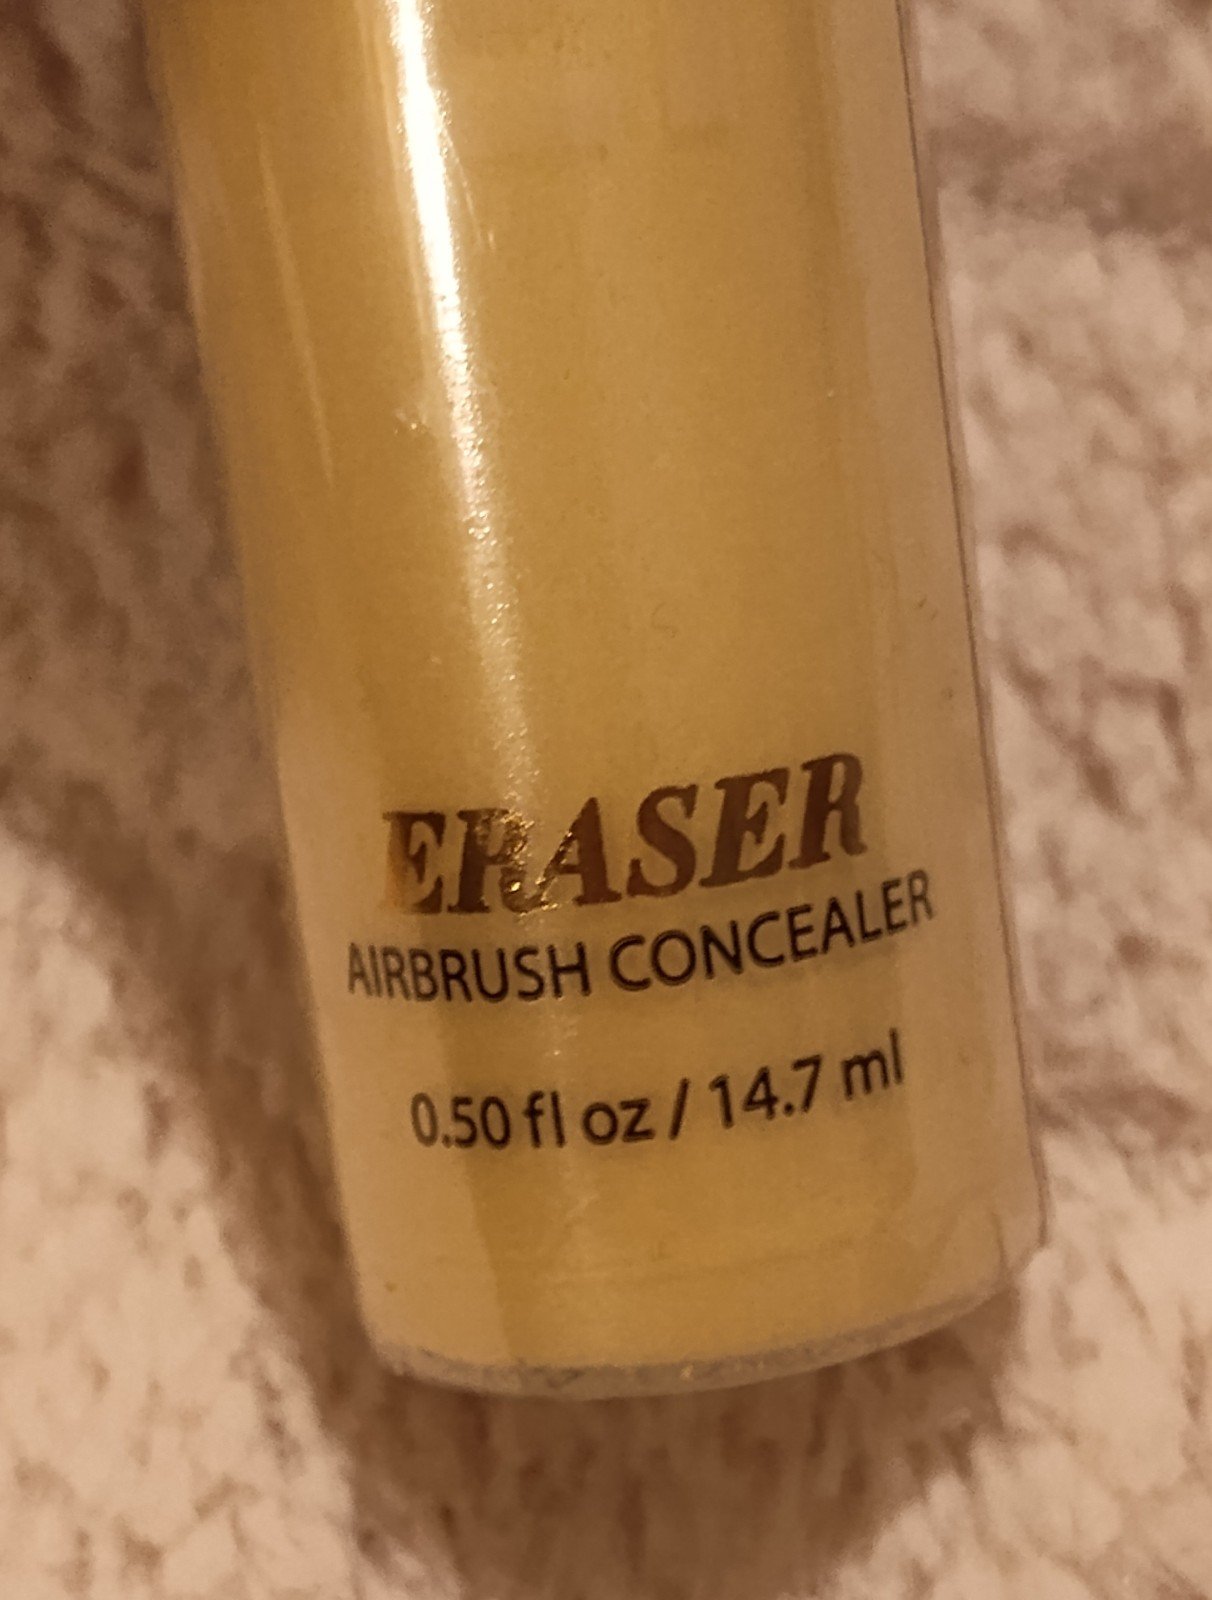 ERASER
AIRBRUSH CONCEALER
0.50 fl oz / 14.7 ml